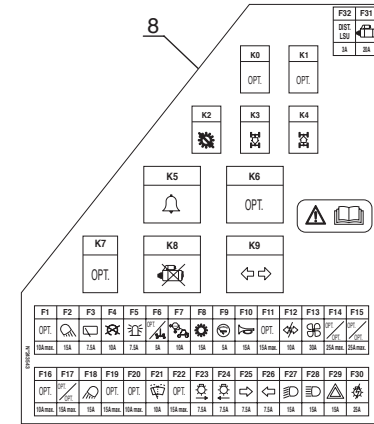 8
F32 F31
DIST.
LSU
3A 20A
K0 K1
OPT. OPT.
K2 K3 K4
K5 K6
OPT.
K7 K8 K9
OPT.
F1 F2 F3 F4 F5 F6 F7 F8 F9 F10 F11 F12 F13 F14 F15
OPT. OPT. OPT. OPT. OPT. OPT. OPT.
10A max. 15A 7.5A 10A 7.5A 5A 10A 15A 5A 15A 15A max. 10A 30A 25A max. 25A max.
F16 F17 F18 F19 F20 F21 F22 F23 F24 F25 F26 F27 F28 F29 F30
OPT. OPT. OPT. OPT. OPT. OPT. OPT.
10A max. 15A max. 15A 10A max. 10A max. 10A 15A max. 7.5A 7.5A 7.5A 7.5A 15A 15A 15A 25A